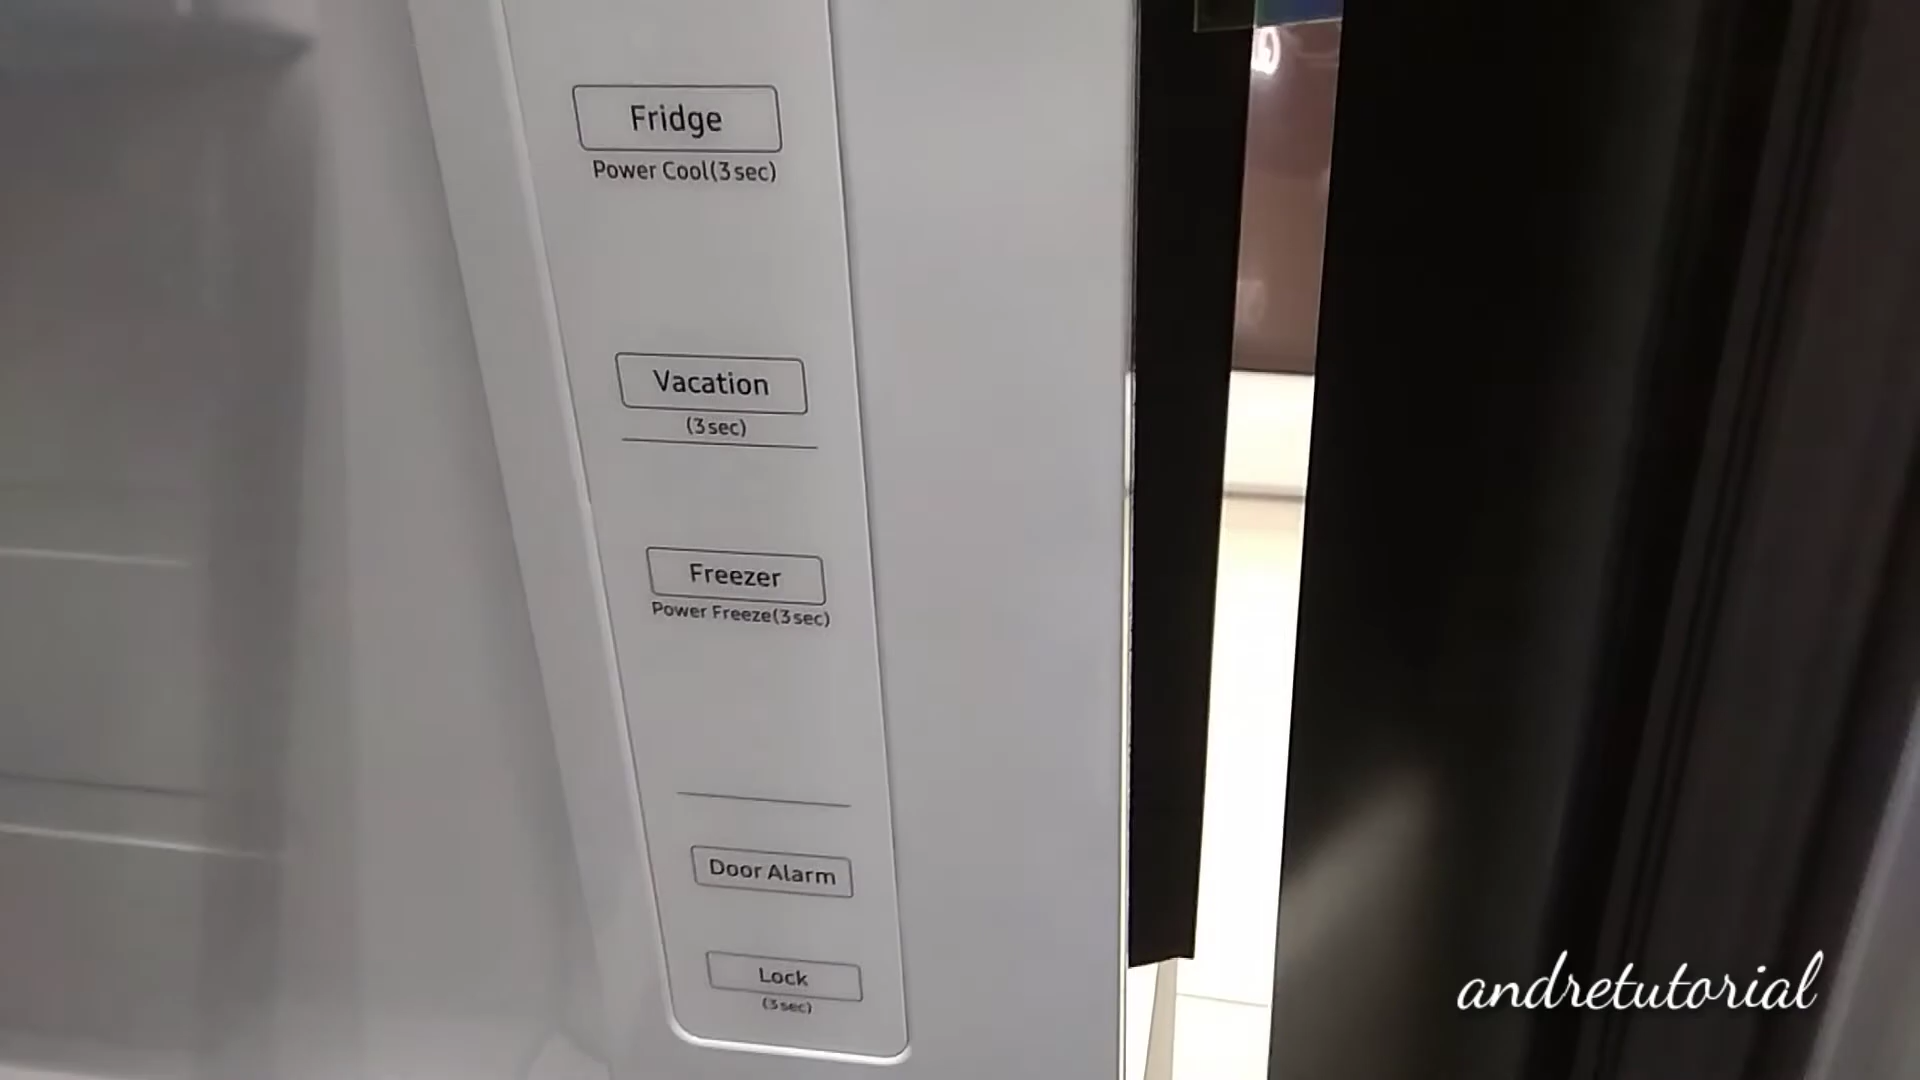 Fridge
Power Cool(3sec)
Vacation
(3sec)
Freezer
Power Freeze(3sec)
Door Alarm
Lock
(3sec)
andretutorial